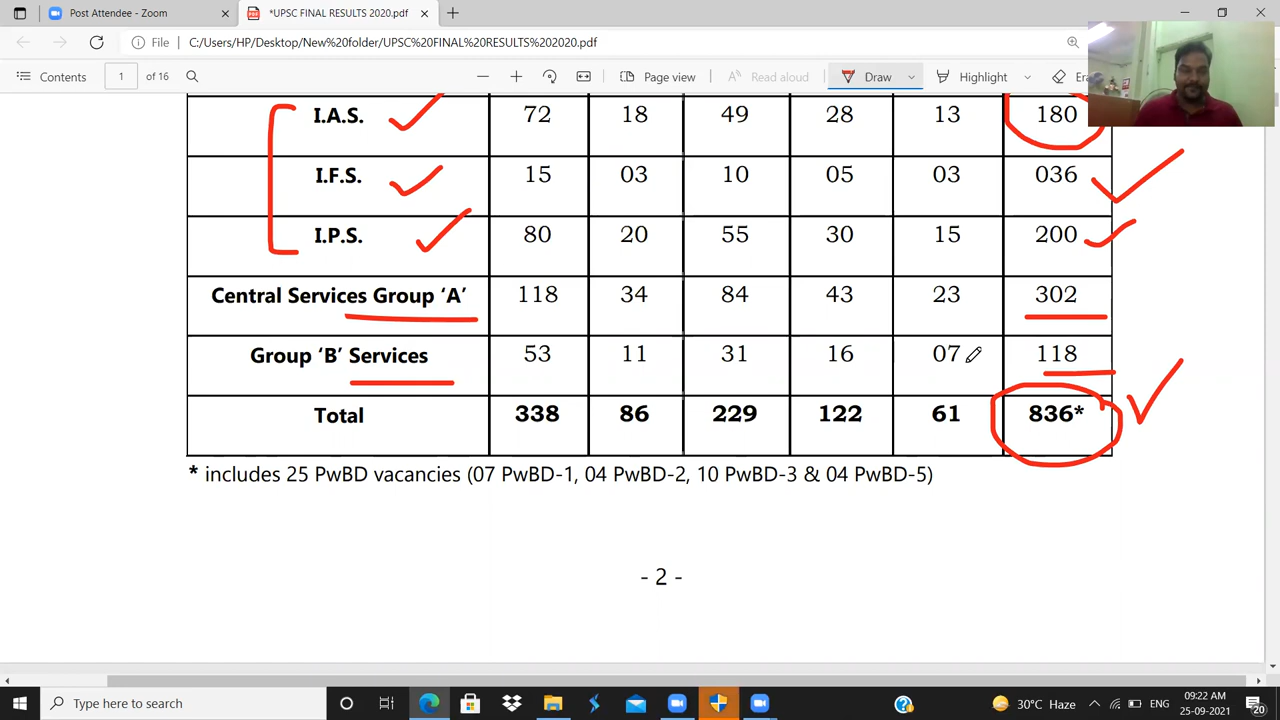 Post Attendee - Zoom
*UPSC FINAL RESULTS 2020.pdf
File C:/Users/HP/Desktop/New%20folder/UPSC%20FINAL%20RESULTS%202020.pdf
Contents 1 of 16 Page view Read aloud Draw Highlight Era
I.A.S. 72 18 49 28 13 180
I.F.S. 15 03 10 05 03 036
I.P.S. 80 20 55 30 15 200
Central Services Group ‘A’ 118 34 84 43 23 302
Group ‘B’ Services 53 11 31 16 07 118
Total 338 86 229 122 61 836*
* includes 25 PwBD vacancies (07 PwBD-1, 04 PwBD-2, 10 PwBD-3 & 04 PwBD-5)
- 2 -
Type here to search
30°C Haze
ENG
09:22 AM
25-09-2021
20